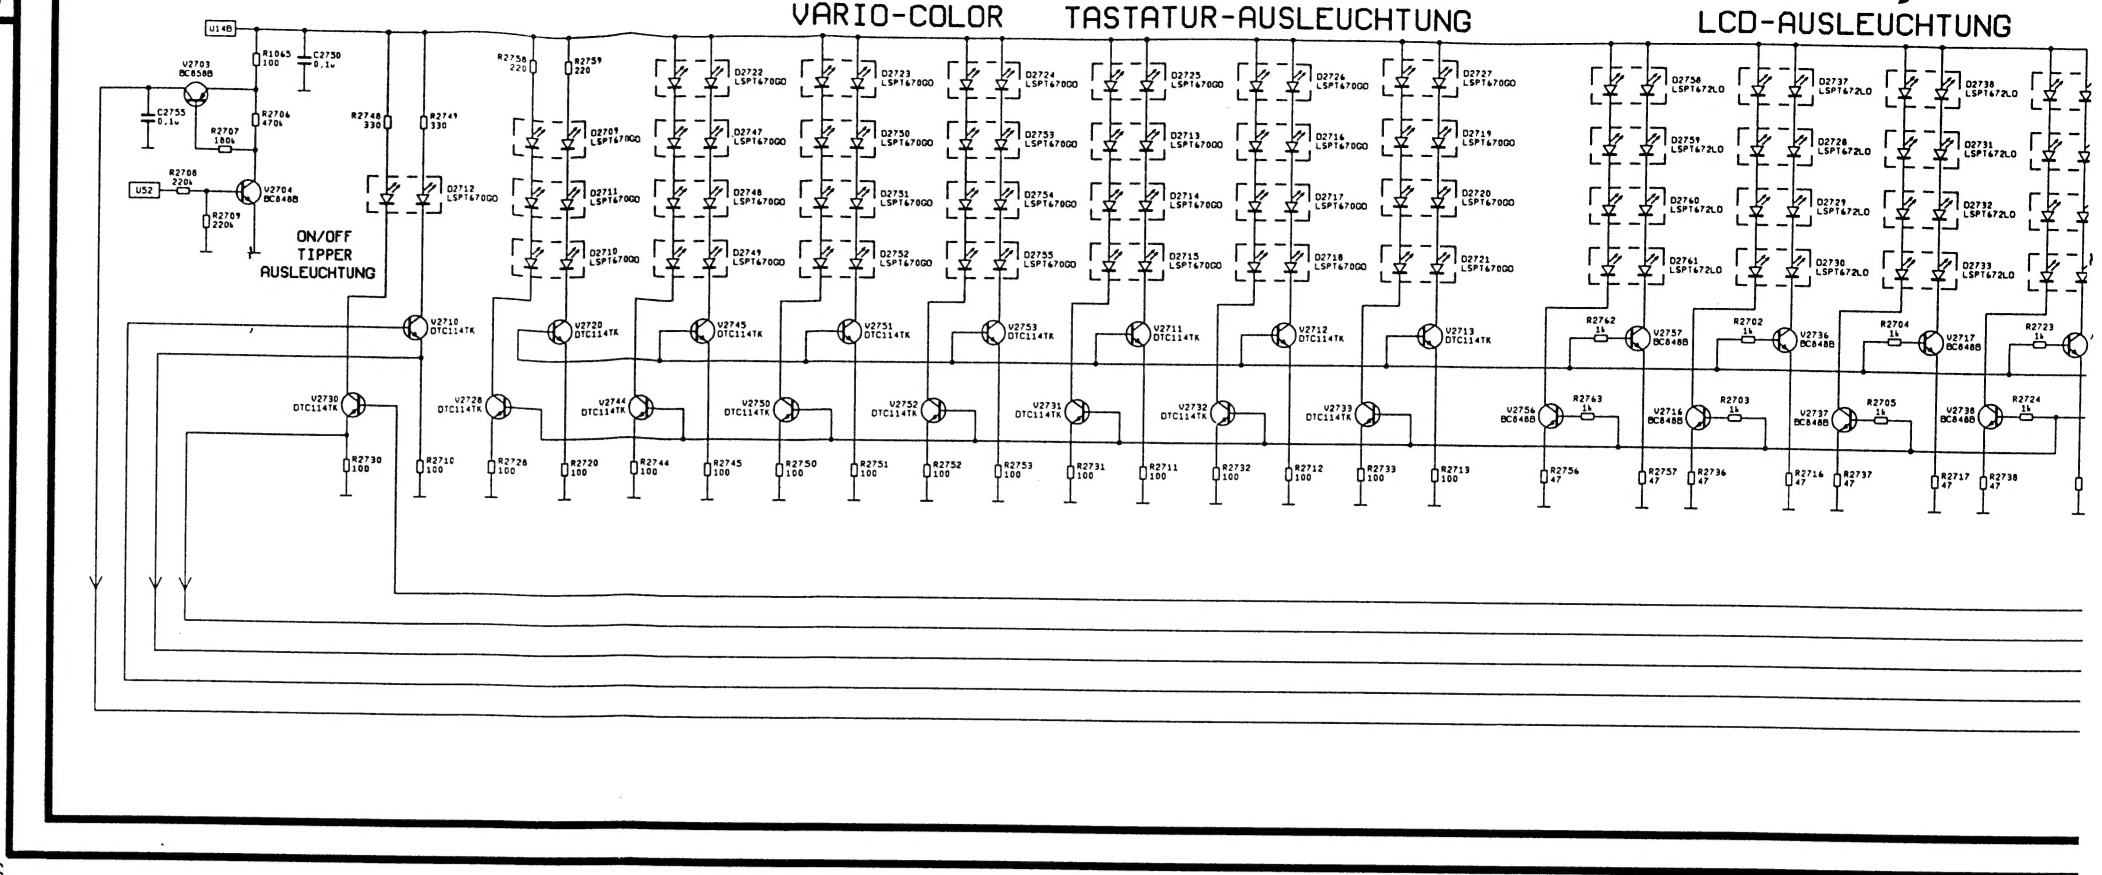 VARIO-COLOR TASTATUR-AUSLEUCHTUNG LCD-AUSLEUCHTUNG
U14B
R1065
100
C2750
0,1u
V2703
BC858B
C2755
0,1u
R2706
470k
R2707
180k
R2708
220k
U52
V2704
BC848B
R2709
220k
ON/OFF
TIPPER
AUSLEUCHTUNG
R2748
330
R2749
330
D2712
LSPT670GO
R2758
220
R2759
220
D2709
LSPT670GO
D2711
LSPT670GO
D2710
LSPT670GO
D2722
LSPT670GO
D2747
LSPT670GO
D2748
LSPT670GO
D2749
LSPT670GO
D2723
LSPT670GO
D2750
LSPT670GO
D2751
LSPT670GO
D2752
LSPT670GO
D2724
LSPT670GO
D2753
LSPT670GO
D2754
LSPT670GO
D2755
LSPT670GO
D2725
LSPT670GO
D2713
LSPT670GO
D2714
LSPT670GO
D2715
LSPT670GO
D2726
LSPT670GO
D2716
LSPT670GO
D2717
LSPT670GO
D2718
LSPT670GO
D2727
LSPT670GO
D2719
LSPT670GO
D2720
LSPT670GO
D2721
LSPT670GO
D2758
LSPT672LO
D2759
LSPT672LO
D2760
LSPT672LO
D2761
LSPT672LO
D2737
LSPT672LO
D2728
LSPT672LO
D2729
LSPT672LO
D2730
LSPT672LO
D2738
LSPT672LO
D2731
LSPT672LO
D2732
LSPT672LO
D2733
LSPT672LO
V2710
DTC114TK
V2720
DTC114TK
V2745
DTC114TK
V2751
DTC114TK
V2753
DTC114TK
V2711
DTC114TK
V2712
DTC114TK
V2713
DTC114TK
R2762
1k
V2757
BC848B
R2702
1k
V2736
BC848B
R2704
1k
V2717
BC848B
R2723
1k
V2730
DTC114TK
V2728
DTC114TK
V2744
DTC114TK
V2750
DTC114TK
V2752
DTC114TK
V2731
DTC114TK
V2732
DTC114TK
V2733
DTC114TK
V2756
BC848B
R2763
1k
V2716
BC848B
R2703
1k
V2737
BC848B
R2705
1k
V2738
BC848B
R2724
1k
R2730
100
R2710
100
R2728
100
R2720
100
R2744
100
R2745
100
R2750
100
R2751
100
R2752
100
R2753
100
R2731
100
R2711
100
R2732
100
R2712
100
R2733
100
R2713
100
R2756
47
R2757
47
R2736
47
R2716
47
R2737
47
R2717
47
R2738
47